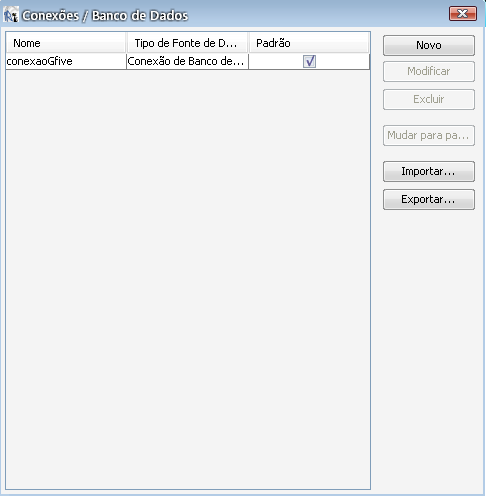 Conexões / Banco de Dados
Nome Tipo de Fonte de D... Padrão
conexaoGfive Conexão de Banco de...
Novo
Modificar
Excluir
Mudar para pa...
Importar...
Exportar...